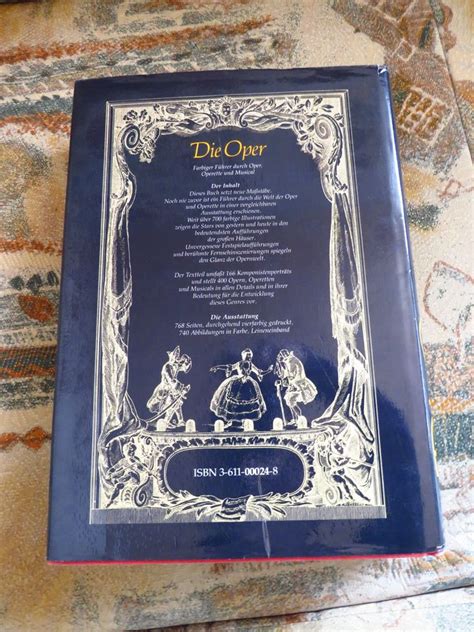 Die Oper
Farbiger Führer durch Oper,
Operette und Musical
Der Inhalt
Dieses Buch setzt neue Maßstäbe.
Noch nie zuvor ist ein Führer durch die Welt der Oper
und Operette in einer vergleichbaren
Ausstattung erschienen.
Weit über 700 farbige Illustrationen
zeigen die Stars von gestern und heute in den
bedeutendsten Aufführungen
der großen Häuser.
Unvergessene Festspielaufführungen
und berühmte Fernsehinszenierungen spiegeln
den Glanz der Opernwelt.
Der Textteil umfaßt 166 Komponistenporträts
und stellt 400 Opern, Operetten
und Musicals in allen Details und in ihrer
Bedeutung für die Entwicklung
dieses Genres vor.
Die Ausstattung
768 Seiten, durchgehend vierfarbig gedruckt,
740 Abbildungen in Farbe, Leineneinband
ISBN 3-611-00024-8